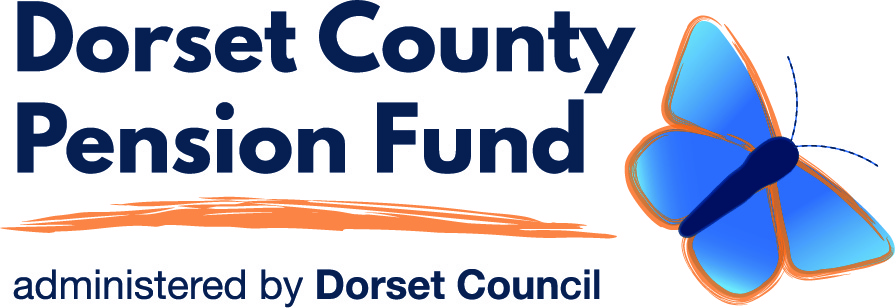 Dorset County
Pension Fund
administered by Dorset Council